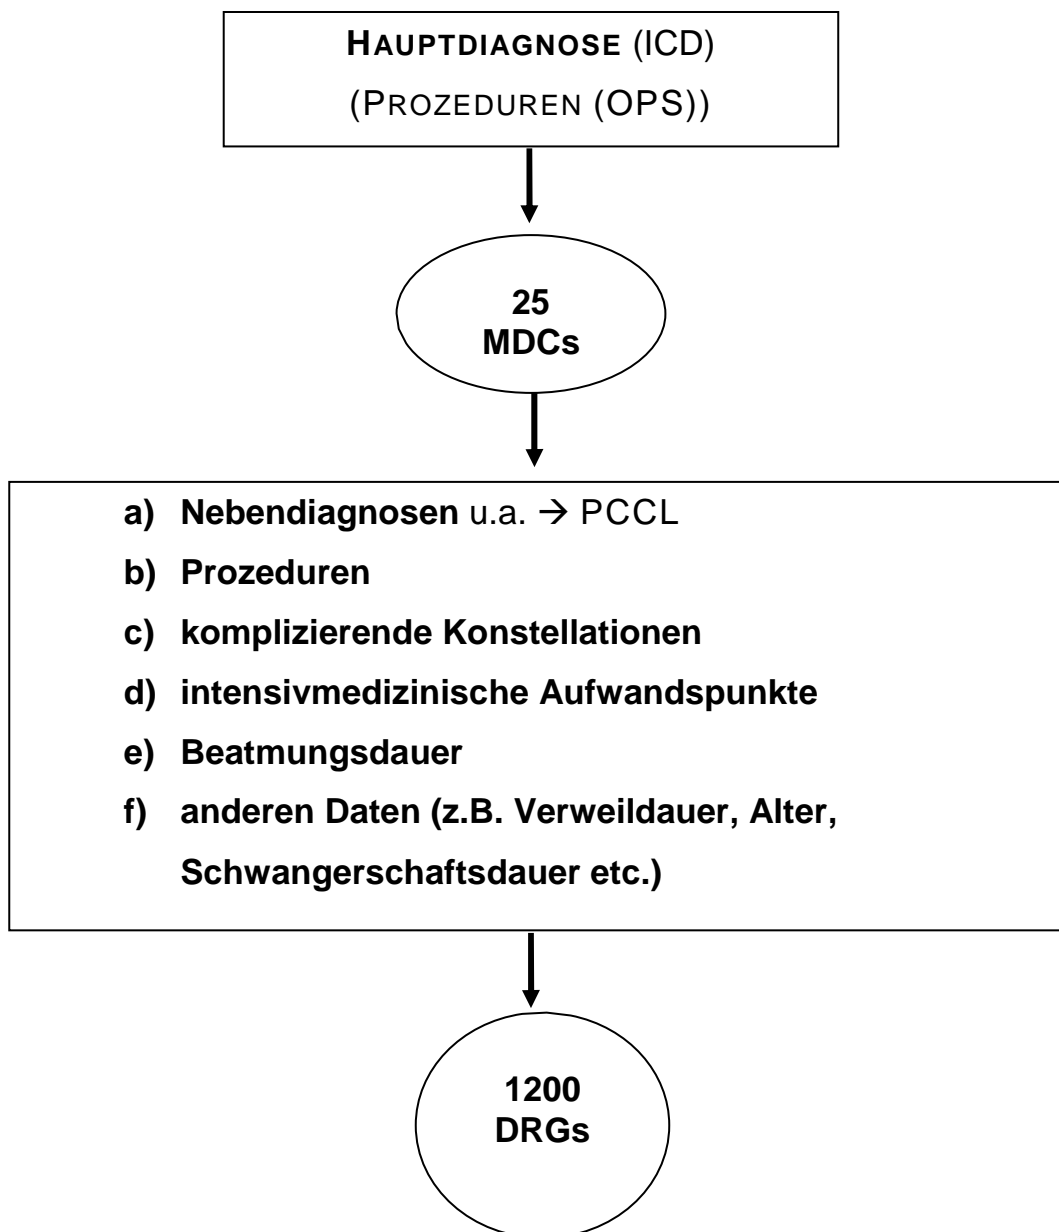 HAUPTDIAGNOSE (ICD)
(PROZEDUREN (OPS))
25
MDCs
a) Nebendiagnosen u.a. → PCCL
b) Prozeduren
c) komplizierende Konstellationen
d) intensivmedizinische Aufwandspunkte
e) Beatmungsdauer
f) anderen Daten (z.B. Verweildauer, Alter,
Schwangerschaftsdauer etc.)
1200
DRGs